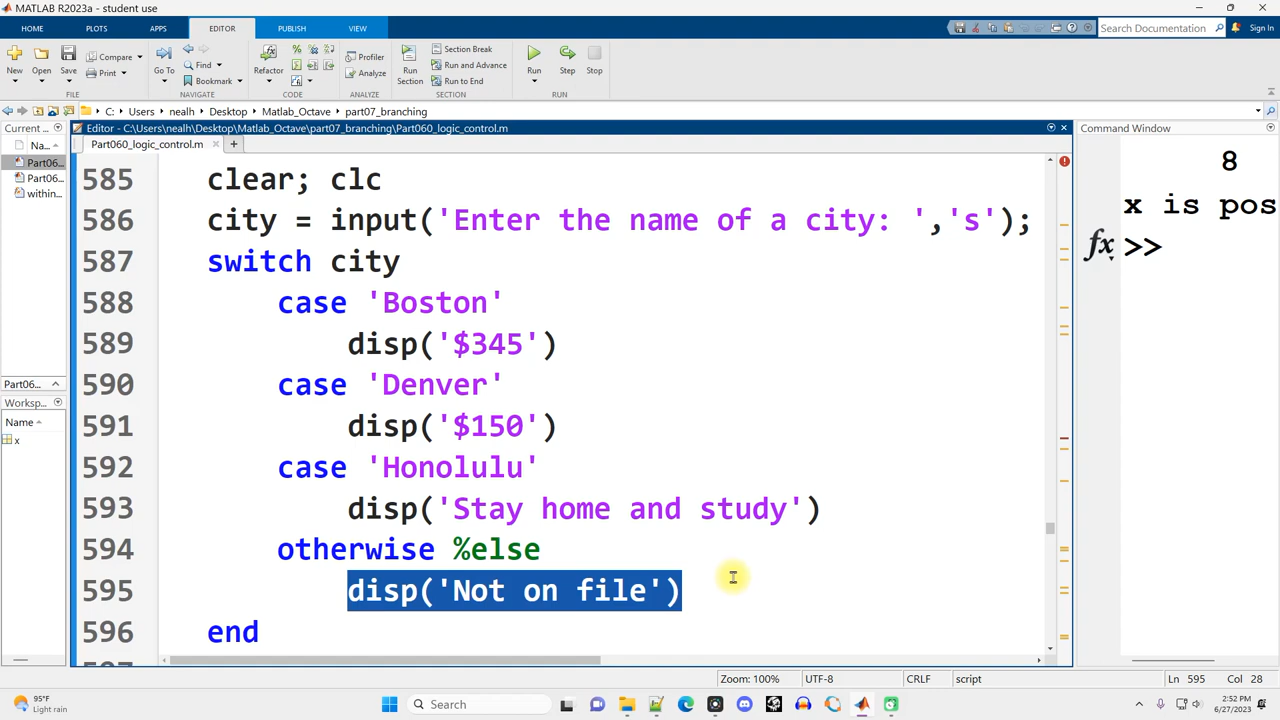 MATLAB R2023a - student use
HOME PLOTS APPS EDITOR PUBLISH VIEW
Search Documentation Sign In
New Open Save Compare Print Go To Find Bookmark Refactor Profiler Analyze Run Section Section Break Run and Advance Run to End Run Step Stop
FILE NAVIGATE CODE ANALYZE SECTION RUN
C: Users nealh Desktop Matlab_Octave part07_branching
Current ...
Editor - C:\Users\nealh\Desktop\Matlab_Octave\part07_branching\Part060_logic_control.m
Command Window
Na...
Part060_logic_control.m
Part06...
Part06...
within...
Part06...
Worksp...
Name
x
585 clear; clc
586 city = input('Enter the name of a city: ','s');
587 switch city
588 case 'Boston'
589 disp('$345')
590 case 'Denver'
591 disp('$150')
592 case 'Honolulu'
593 disp('Stay home and study')
594 otherwise %else
595 disp('Not on file')
596 end
8
x is pos
fx >>
Zoom: 100% UTF-8 CRLF script Ln 595 Col 28
95°F
Light rain
Search
2:52 PM
6/27/2023